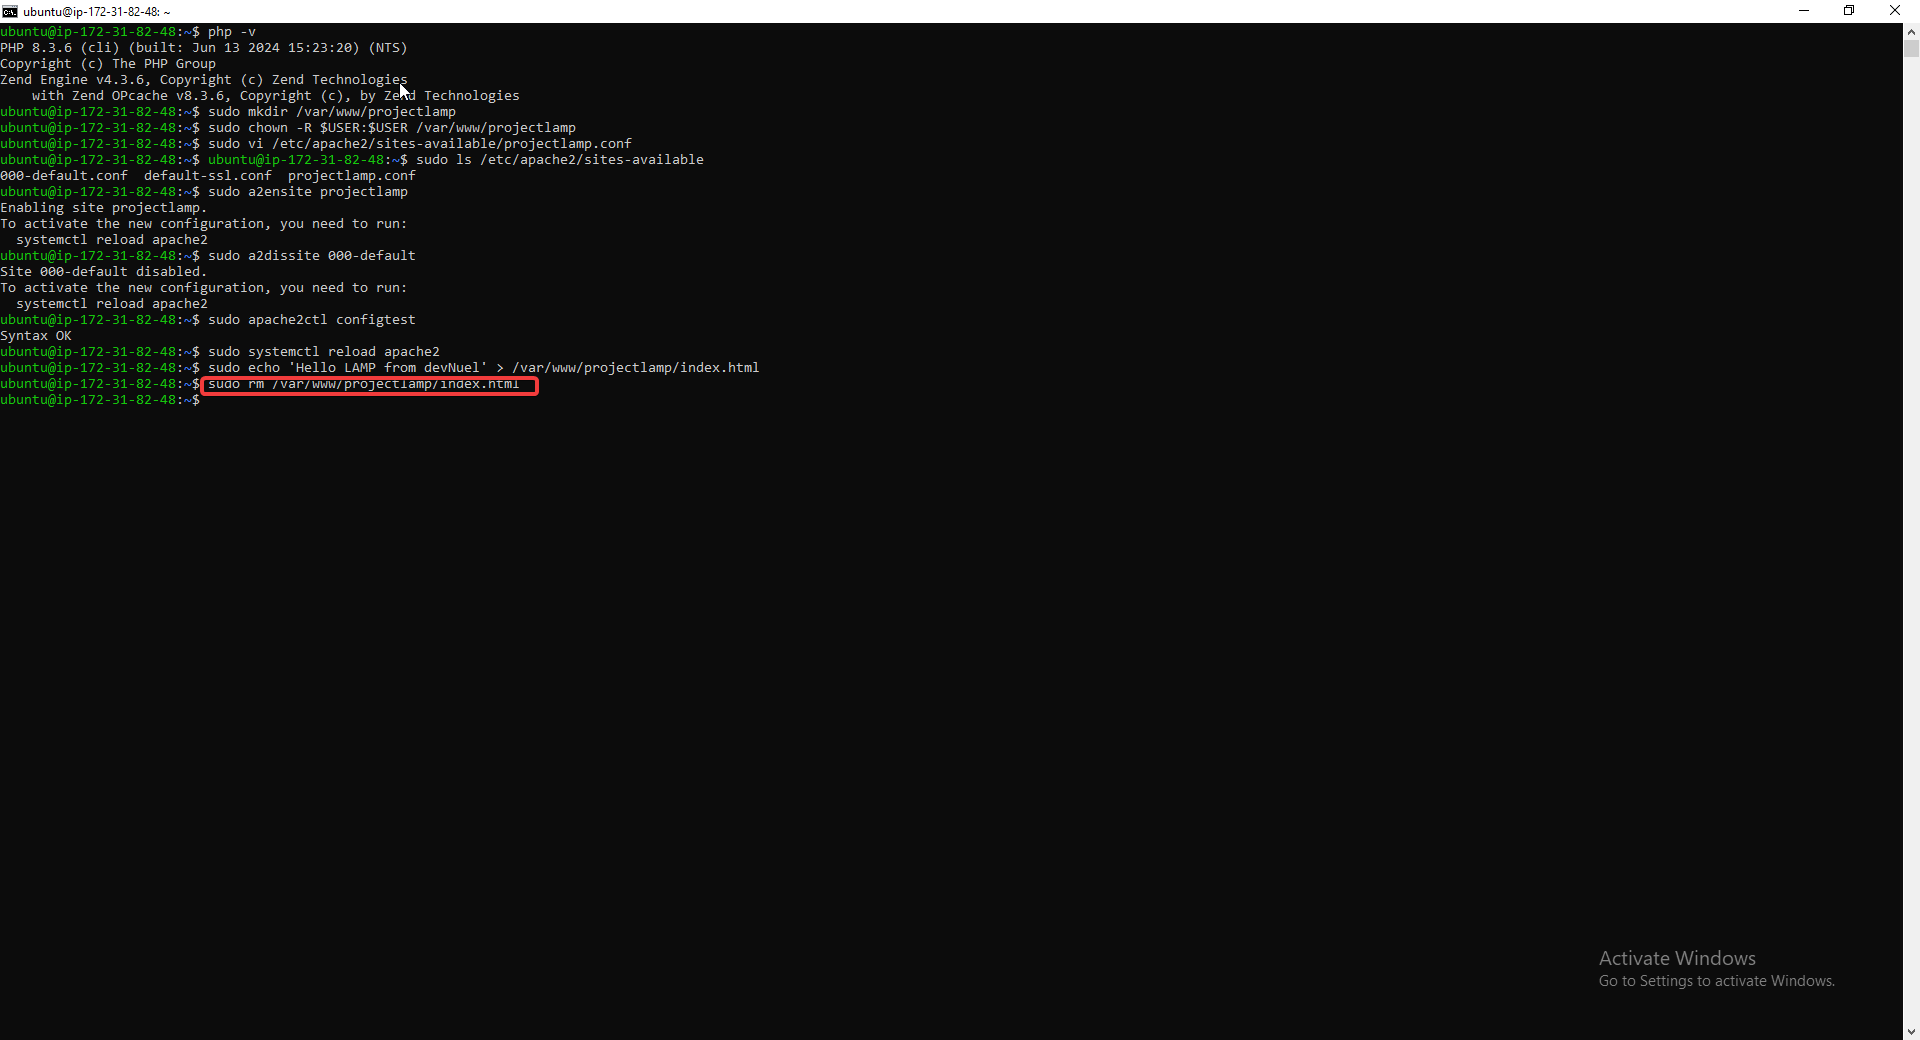 ubuntu@ip-172-31-82-48: ~
ubuntu@ip-172-31-82-48:~$ php -v
PHP 8.3.6 (cli) (built: Jun 13 2024 15:23:20) (NTS)
Copyright (c) The PHP Group
Zend Engine v4.3.6, Copyright (c) Zend Technologies
    with Zend OPcache v8.3.6, Copyright (c), by Zend Technologies
ubuntu@ip-172-31-82-48:~$ sudo mkdir /var/www/projectlamp
ubuntu@ip-172-31-82-48:~$ sudo chown -R $USER:$USER /var/www/projectlamp
ubuntu@ip-172-31-82-48:~$ sudo vi /etc/apache2/sites-available/projectlamp.conf
ubuntu@ip-172-31-82-48:~$ ubuntu@ip-172-31-82-48:~$ sudo ls /etc/apache2/sites-available
000-default.conf  default-ssl.conf  projectlamp.conf
ubuntu@ip-172-31-82-48:~$ sudo a2ensite projectlamp
Enabling site projectlamp.
To activate the new configuration, you need to run:
  systemctl reload apache2
ubuntu@ip-172-31-82-48:~$ sudo a2dissite 000-default
Site 000-default disabled.
To activate the new configuration, you need to run:
  systemctl reload apache2
ubuntu@ip-172-31-82-48:~$ sudo apache2ctl configtest
Syntax OK
ubuntu@ip-172-31-82-48:~$ sudo systemctl reload apache2
ubuntu@ip-172-31-82-48:~$ sudo echo 'Hello LAMP from devNuel' > /var/www/projectlamp/index.html
ubuntu@ip-172-31-82-48:~$ sudo rm /var/www/projectlamp/index.html
ubuntu@ip-172-31-82-48:~$
Activate Windows
Go to Settings to activate Windows.